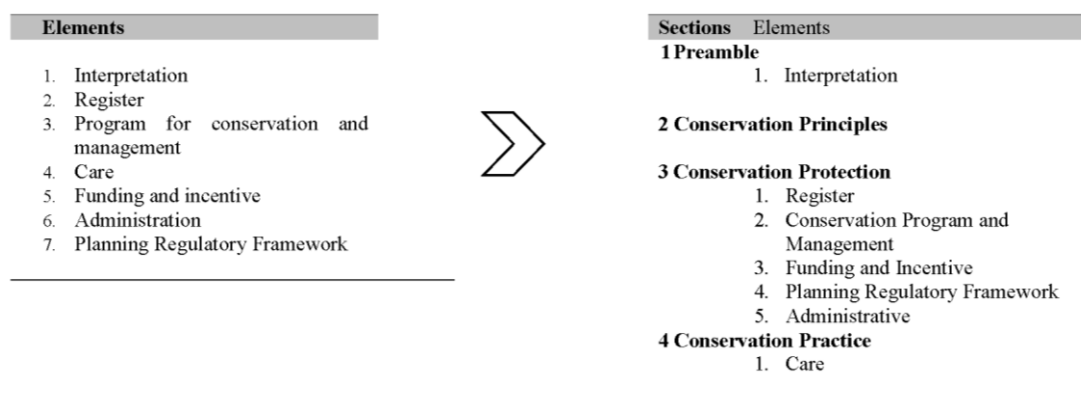 Elements
1. Interpretation
2. Register
3. Program for conservation and
management
4. Care
5. Funding and incentive
6. Administration
7. Planning Regulatory Framework
Sections Elements
1 Preamble
1. Interpretation
2 Conservation Principles
3 Conservation Protection
1. Register
2. Conservation Program and
Management
3. Funding and Incentive
4. Planning Regulatory Framework
5. Administrative
4 Conservation Practice
1. Care